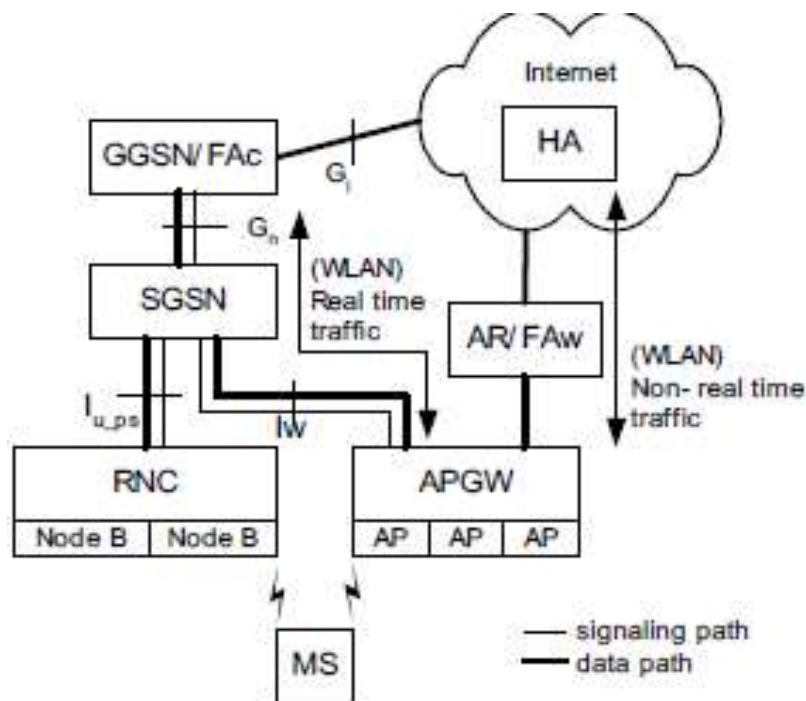 Internet
HA
GGSN/ FAc
Gi
Gn
SGSN
(WLAN)
Real time
traffic
AR/ FAw
(WLAN)
Non- real time
traffic
Iu_ps
Iw
RNC
Node B
Node B
APGW
AP
AP
AP
MS
signaling path
data path